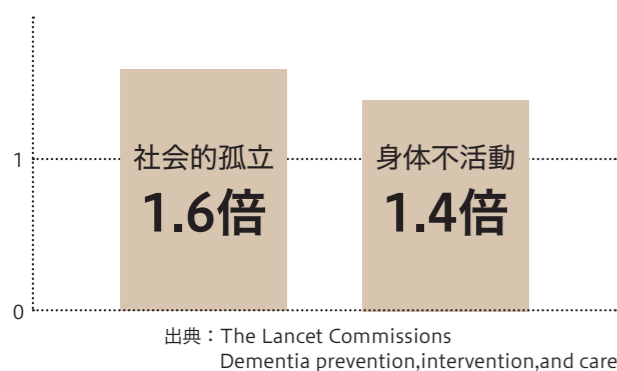 1
社会的孤立
1.6倍
身体不活動
1.4倍
0
出典：The Lancet Commissions
Dementia prevention,intervention,and care